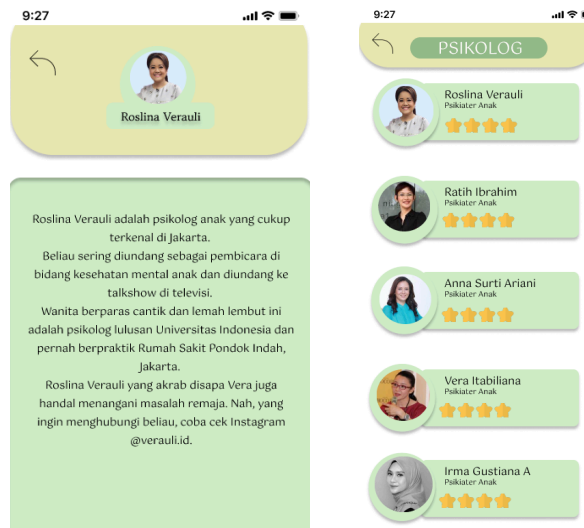 9:27
Roslina Verauli
Roslina Verauli adalah psikolog anak yang cukup
terkenal di Jakarta.
Beliau sering diundang sebagai pembicara di
bidang kesehatan mental anak dan diundang ke
talkshow di televisi.
Wanita berparas cantik dan lemah lembut ini
adalah psikolog lulusan Universitas Indonesia dan
pernah berpraktik Rumah Sakit Pondok Indah,
Jakarta.
Roslina Verauli yang akrab disapa Vera juga
handal menangani masalah remaja. Nah, yang
ingin menghubungi beliau, coba cek Instagram
@verauli.id.
9:27
PSIKOLOG
Roslina Verauli
Psikiater Anak
Ratih Ibrahim
Psikiater Anak
Anna Surti Ariani
Psikiater Anak
Vera Itabiliana
Psikiater Anak
Irma Gustiana A
Psikiater Anak